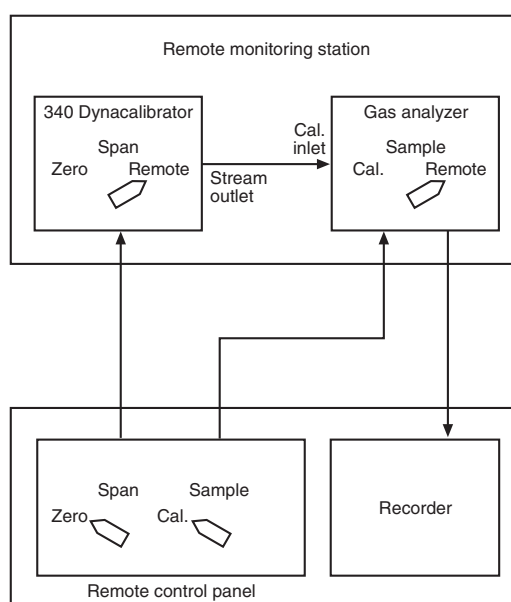 Remote monitoring station
340 Dynacalibrator
Span
Zero
Remote
Stream
outlet
Cal.
inlet
Gas analyzer
Sample
Cal.
Remote
Span
Zero
Sample
Cal.
Recorder
Remote control panel